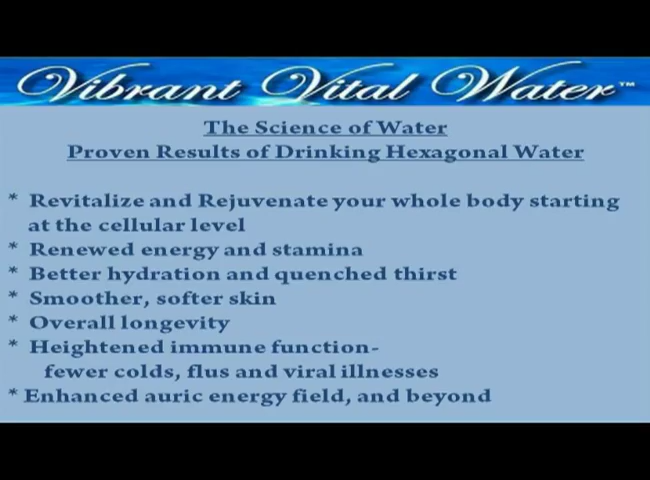 Vibrant Vital Water™
The Science of Water
Proven Results of Drinking Hexagonal Water
* Revitalize and Rejuvenate your whole body starting
at the cellular level
* Renewed energy and stamina
* Better hydration and quenched thirst
* Smoother, softer skin
* Overall longevity
* Heightened immune function-
fewer colds, flus and viral illnesses
* Enhanced auric energy field, and beyond